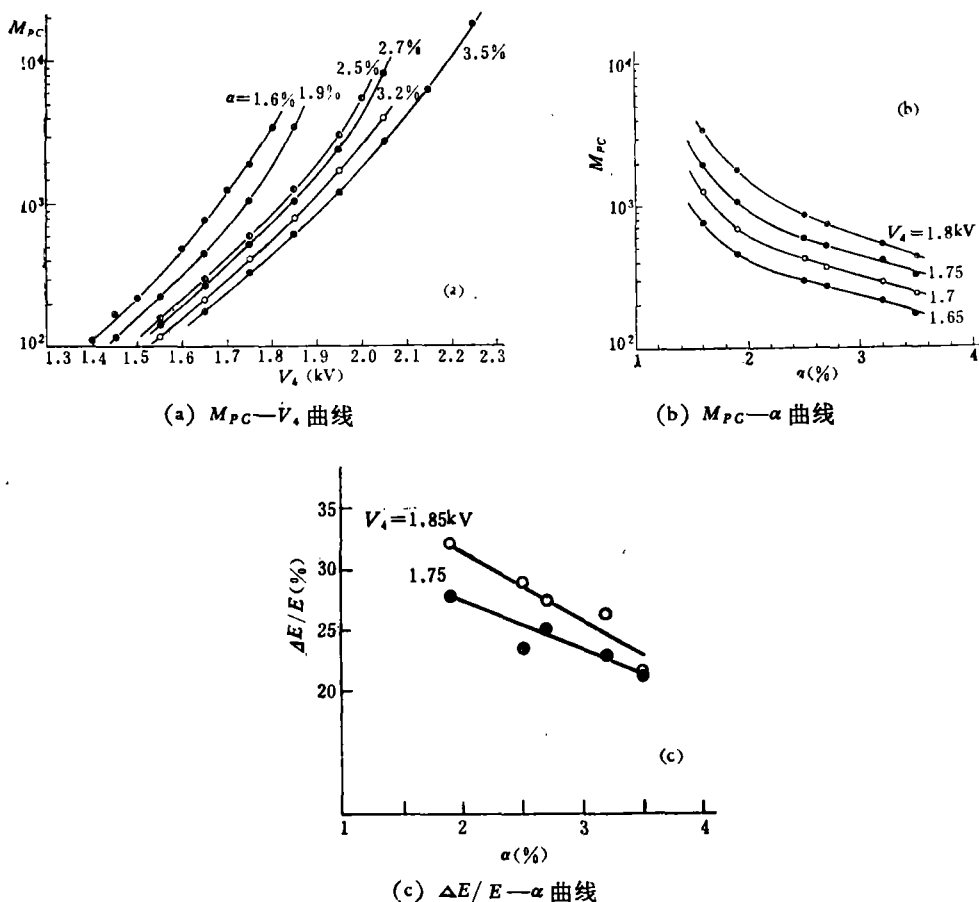 M_PC
10⁴
10³
10²
α=1.6%
1.9%
2.5%
2.7%
3.2%
3.5%
(a)
1.3 1.4 1.5 1.6 1.7 1.8 1.9 2.0 2.1 2.2 2.3
V₄ (kV)
(a) M_PC—V₄ 曲线
(b)
M_PC
10⁴
10³
10²
V₄=1.8kV
1.75
1.7
1.65
1 2 3 4
α(%)
(b) M_PC—α 曲线
V₄=1.85kV
1.75
ΔE/E(%)
35
30
25
20
(c)
1 2 3 4
α(%)
(c) ΔE/E—α 曲线